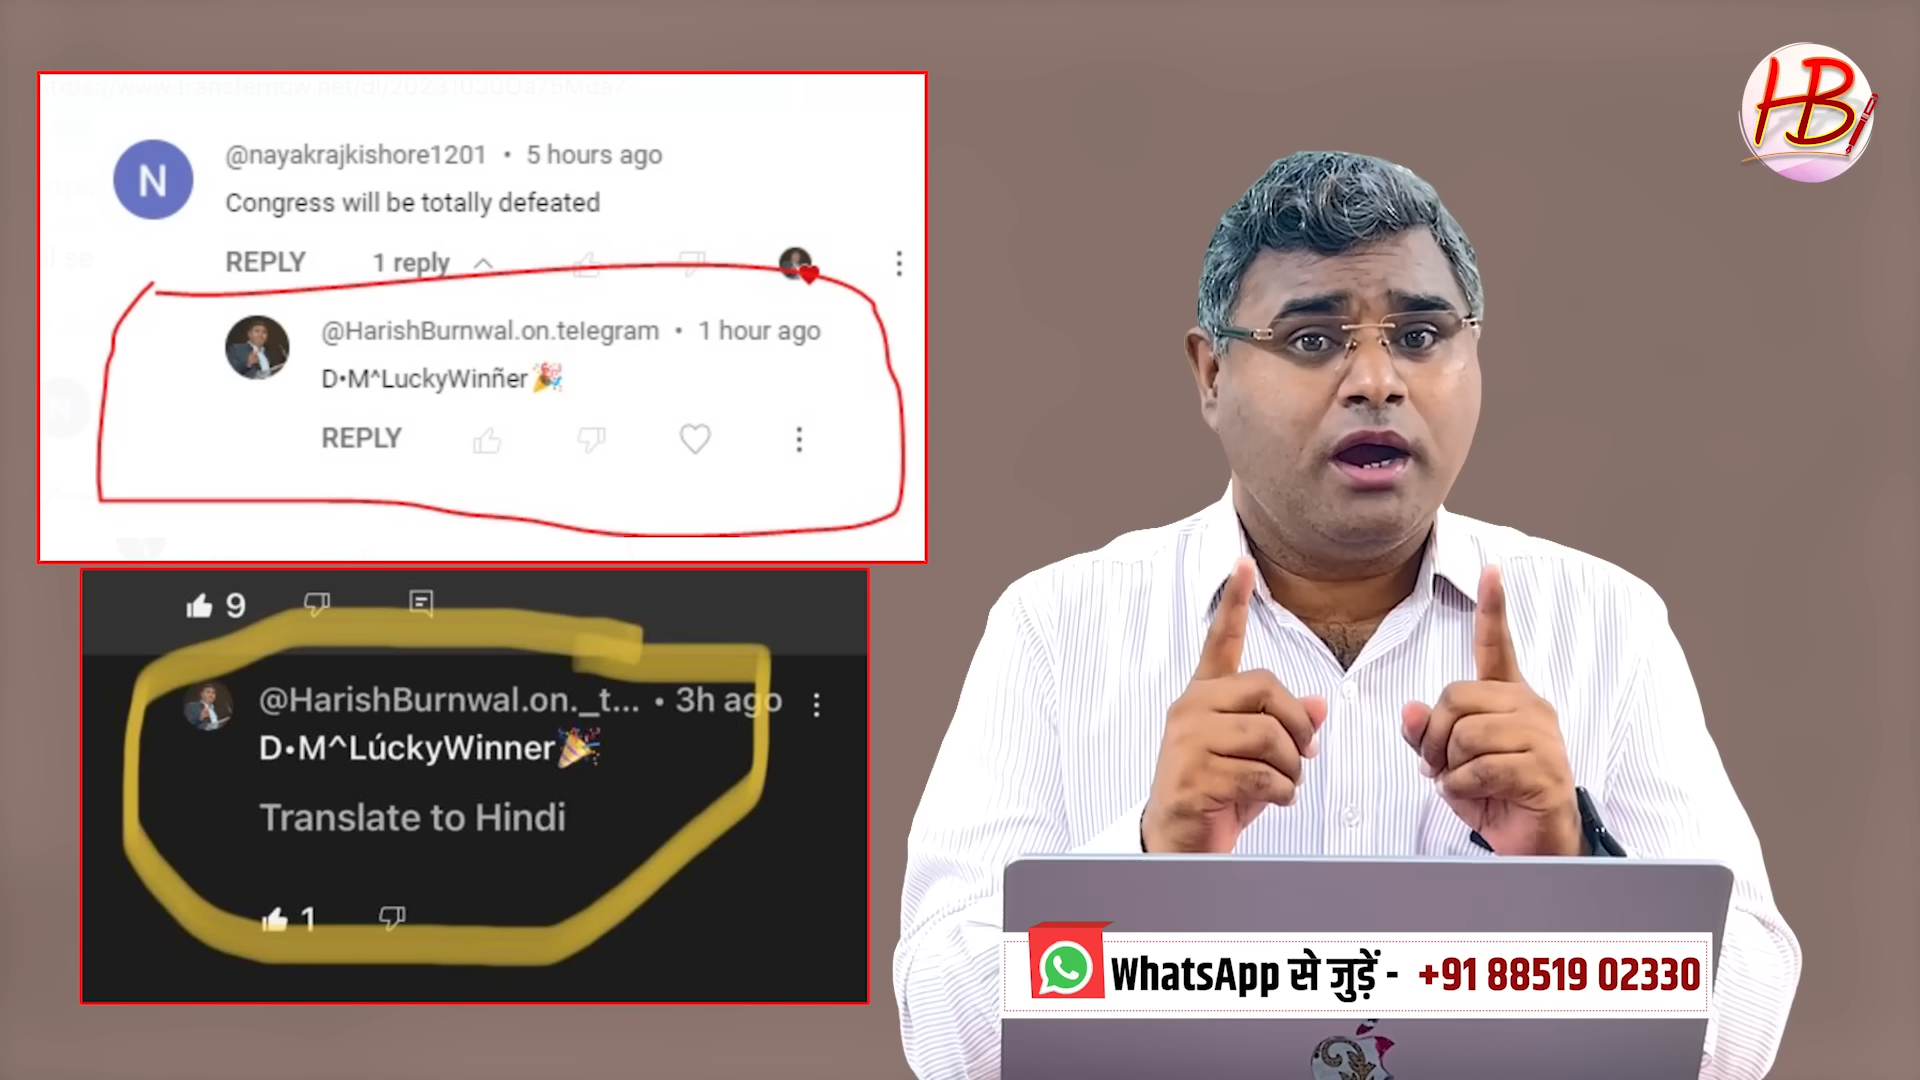 HB
N
@nayakrajkishore1201 • 5 hours ago
Congress will be totally defeated
REPLY 1 reply
@HarishBurnwal.on.telegram • 1 hour ago
D•M^LuckyWinñer🎉
REPLY
9
@HarishBurnwal.on._t... • 3h ago
D•M^LúckyWinner🎉
Translate to Hindi
1
WhatsApp से जुड़ें - +91 88519 02330